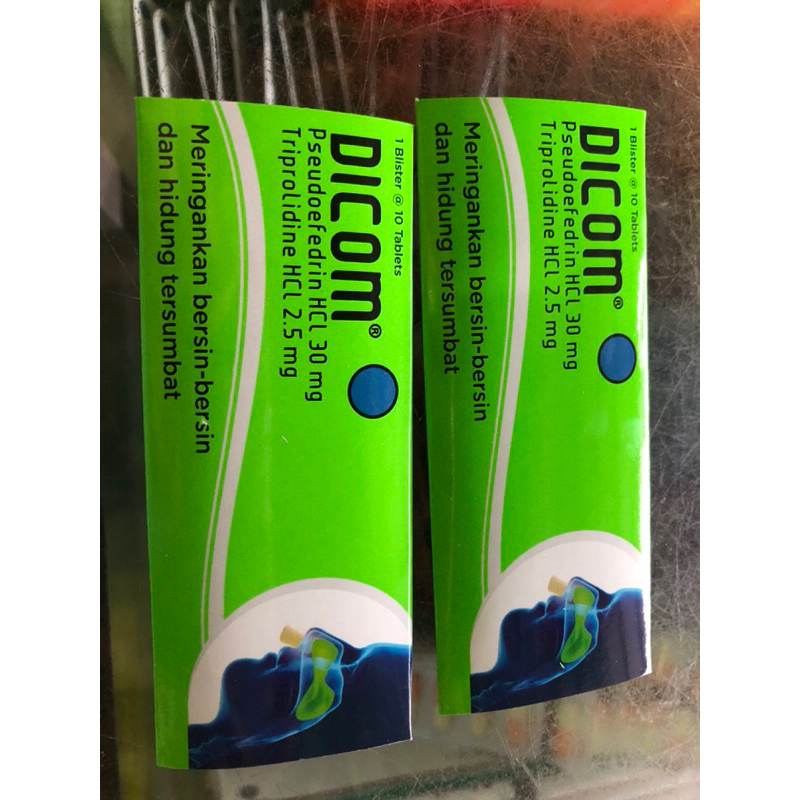 1 Blister @ 10 Tablets
DICOM®
Pseudoefedrin HCl 30 mg
Triprolidine HCl 2.5 mg
Meringankan bersin-bersin
dan hidung tersumbat
1 Blister @ 10 Tablets
DICOM®
Pseudoefedrin HCl 30 mg
Triprolidine HCl 2.5 mg
Meringankan bersin-bersin
dan hidung tersumbat